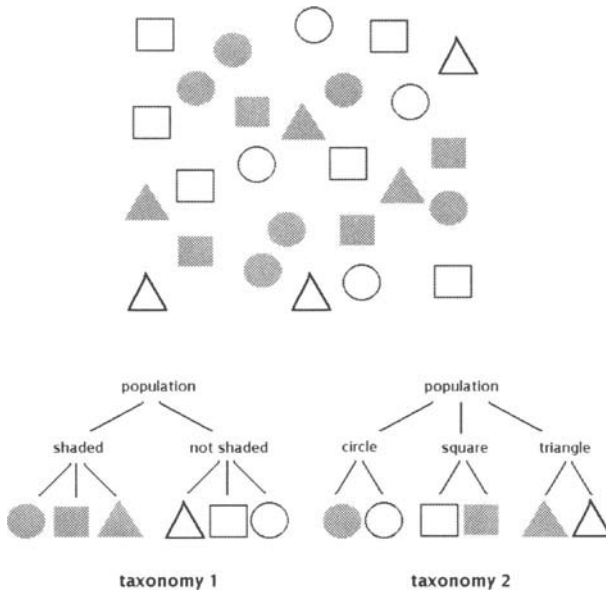 population population
shaded not shaded circle square triangle
taxonomy 1 taxonomy 2